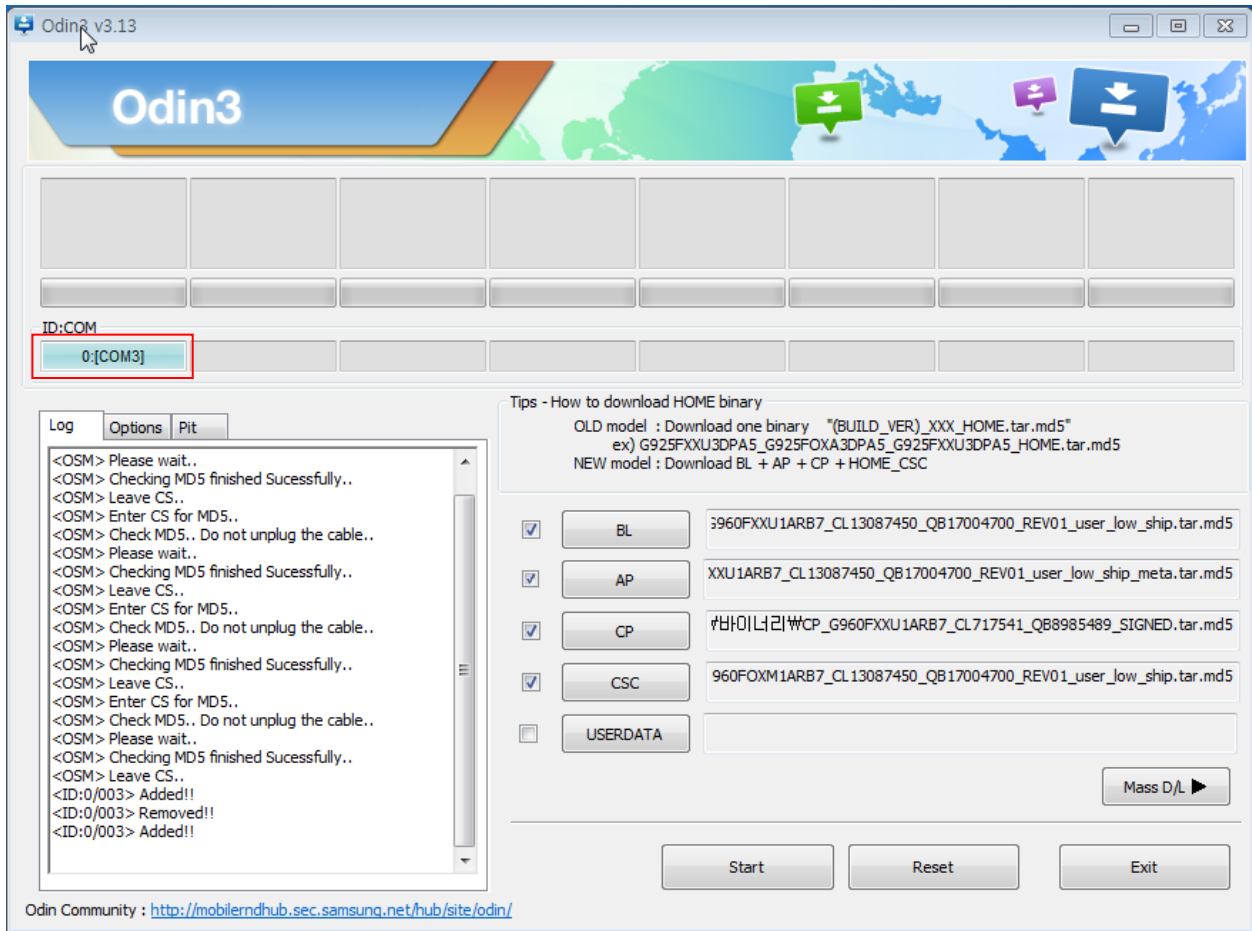 Odin3 v3.13
Odin3
ID:COM
0:[COM3]
Log Options Pit
<OSM> Please wait..
<OSM> Checking MD5 finished Sucessfully..
<OSM> Leave CS..
<OSM> Enter CS for MD5..
<OSM> Check MD5.. Do not unplug the cable..
<OSM> Please wait..
<OSM> Checking MD5 finished Sucessfully..
<OSM> Leave CS..
<OSM> Enter CS for MD5..
<OSM> Check MD5.. Do not unplug the cable..
<OSM> Please wait..
<OSM> Checking MD5 finished Sucessfully..
<OSM> Leave CS..
<OSM> Enter CS for MD5..
<OSM> Check MD5.. Do not unplug the cable..
<OSM> Please wait..
<OSM> Checking MD5 finished Sucessfully..
<OSM> Leave CS..
<ID:0/003> Added!!
<ID:0/003> Removed!!
<ID:0/003> Added!!
Tips - How to download HOME binary
OLD model : Download one binary "(BUILD_VER)_XXX_HOME.tar.md5"
ex) G925FXXU3DPA5_G925FOXA3DPA5_G925FXXU3DPA5_HOME.tar.md5
NEW model : Download BL + AP + CP + HOME_CSC
BL G960FXXU1ARB7_CL13087450_QB17004700_REV01_user_low_ship.tar.md5
AP XXU1ARB7_CL13087450_QB17004700_REV01_user_low_ship_meta.tar.md5
CP 바이너리₩CP_G960FXXU1ARB7_CL717541_QB8985489_SIGNED.tar.md5
CSC 960FOXM1ARB7_CL13087450_QB17004700_REV01_user_low_ship.tar.md5
USERDATA
Mass D/L ▶
Start Reset Exit
Odin Community : http://mobilerndhub.sec.samsung.net/hub/site/odin/